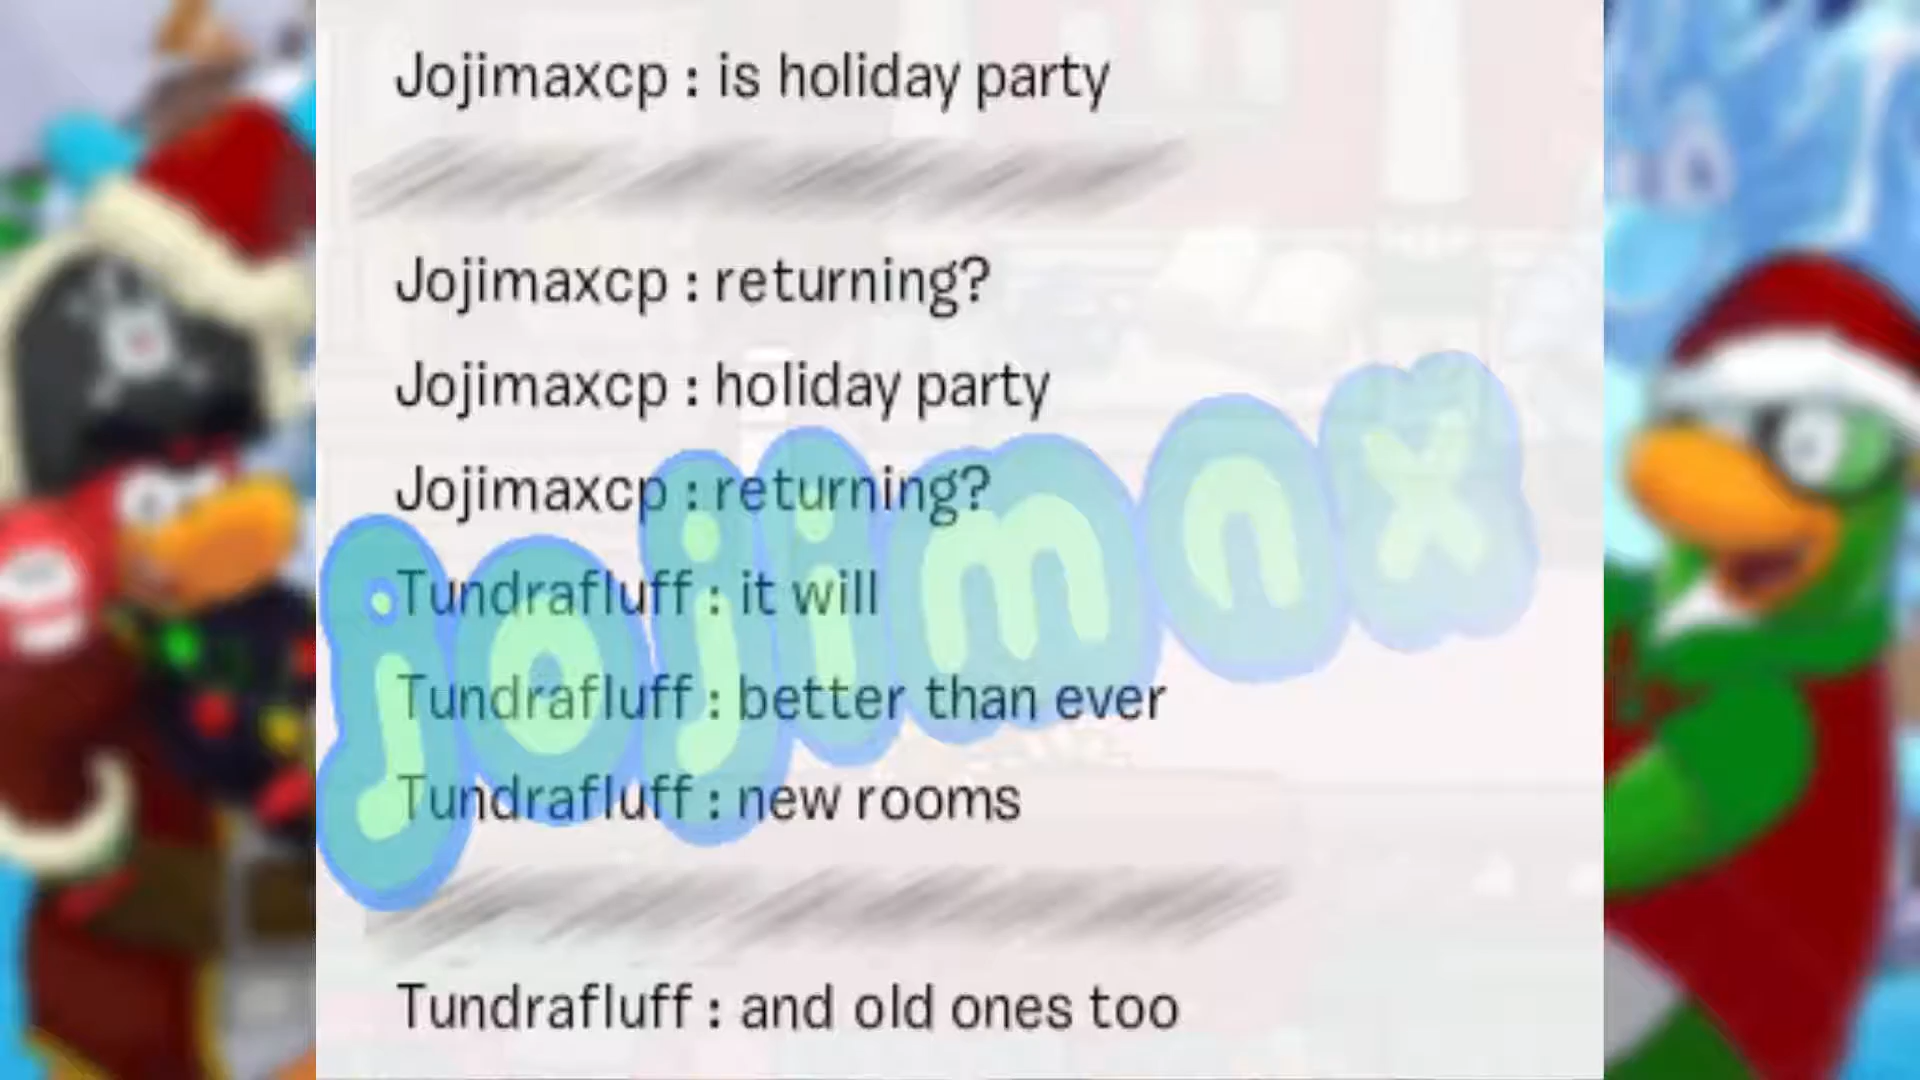 Jojimaxcp : is holiday party
Jojimaxcp : returning?
Jojimaxcp : holiday party
Jojimaxcp : returning?
Tundrafluff : it will
Tundrafluff : better than ever
Tundrafluff : new rooms
Tundrafluff : and old ones too
jojimax